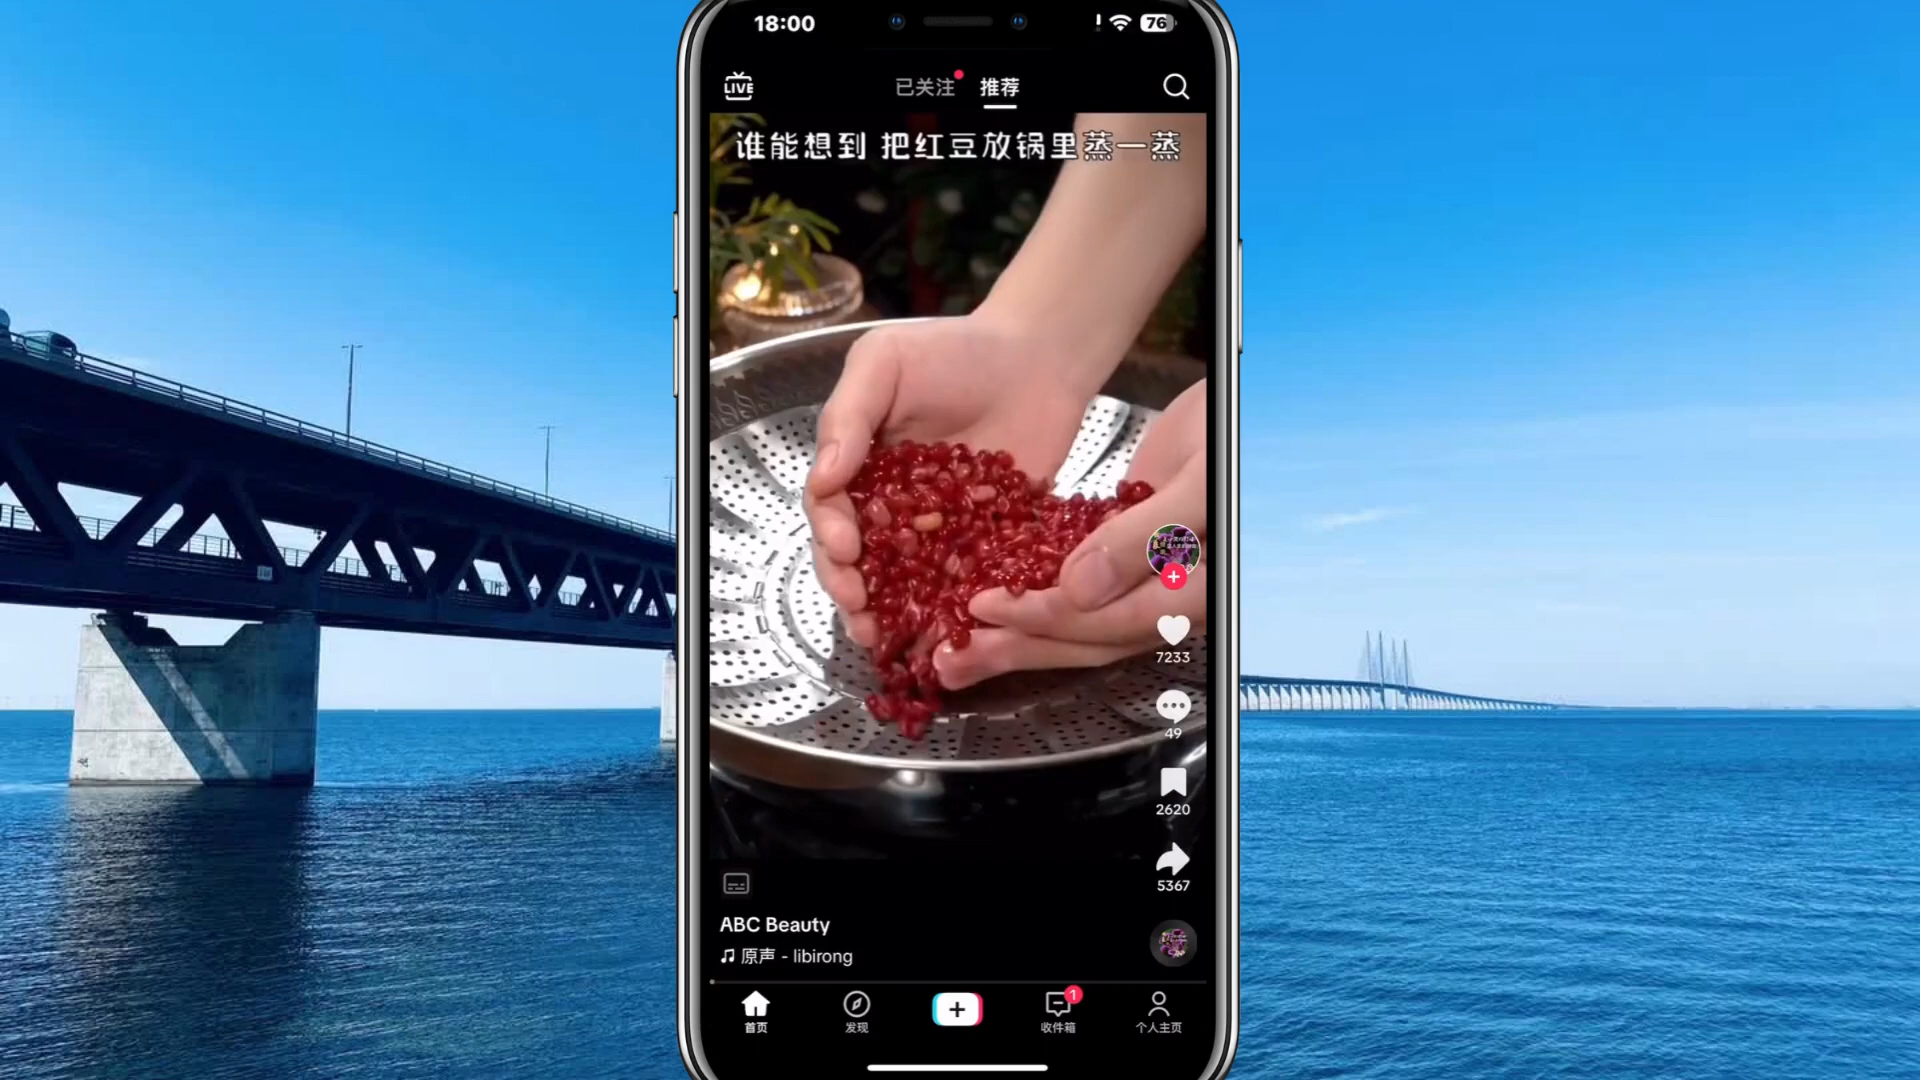 18:00
76
LIVE
已关注
推荐
谁能想到 把红豆放锅里蒸一蒸
7233
49
2620
5367
ABC Beauty
原声 - libirong
首页
发现
1
收件箱
个人主页